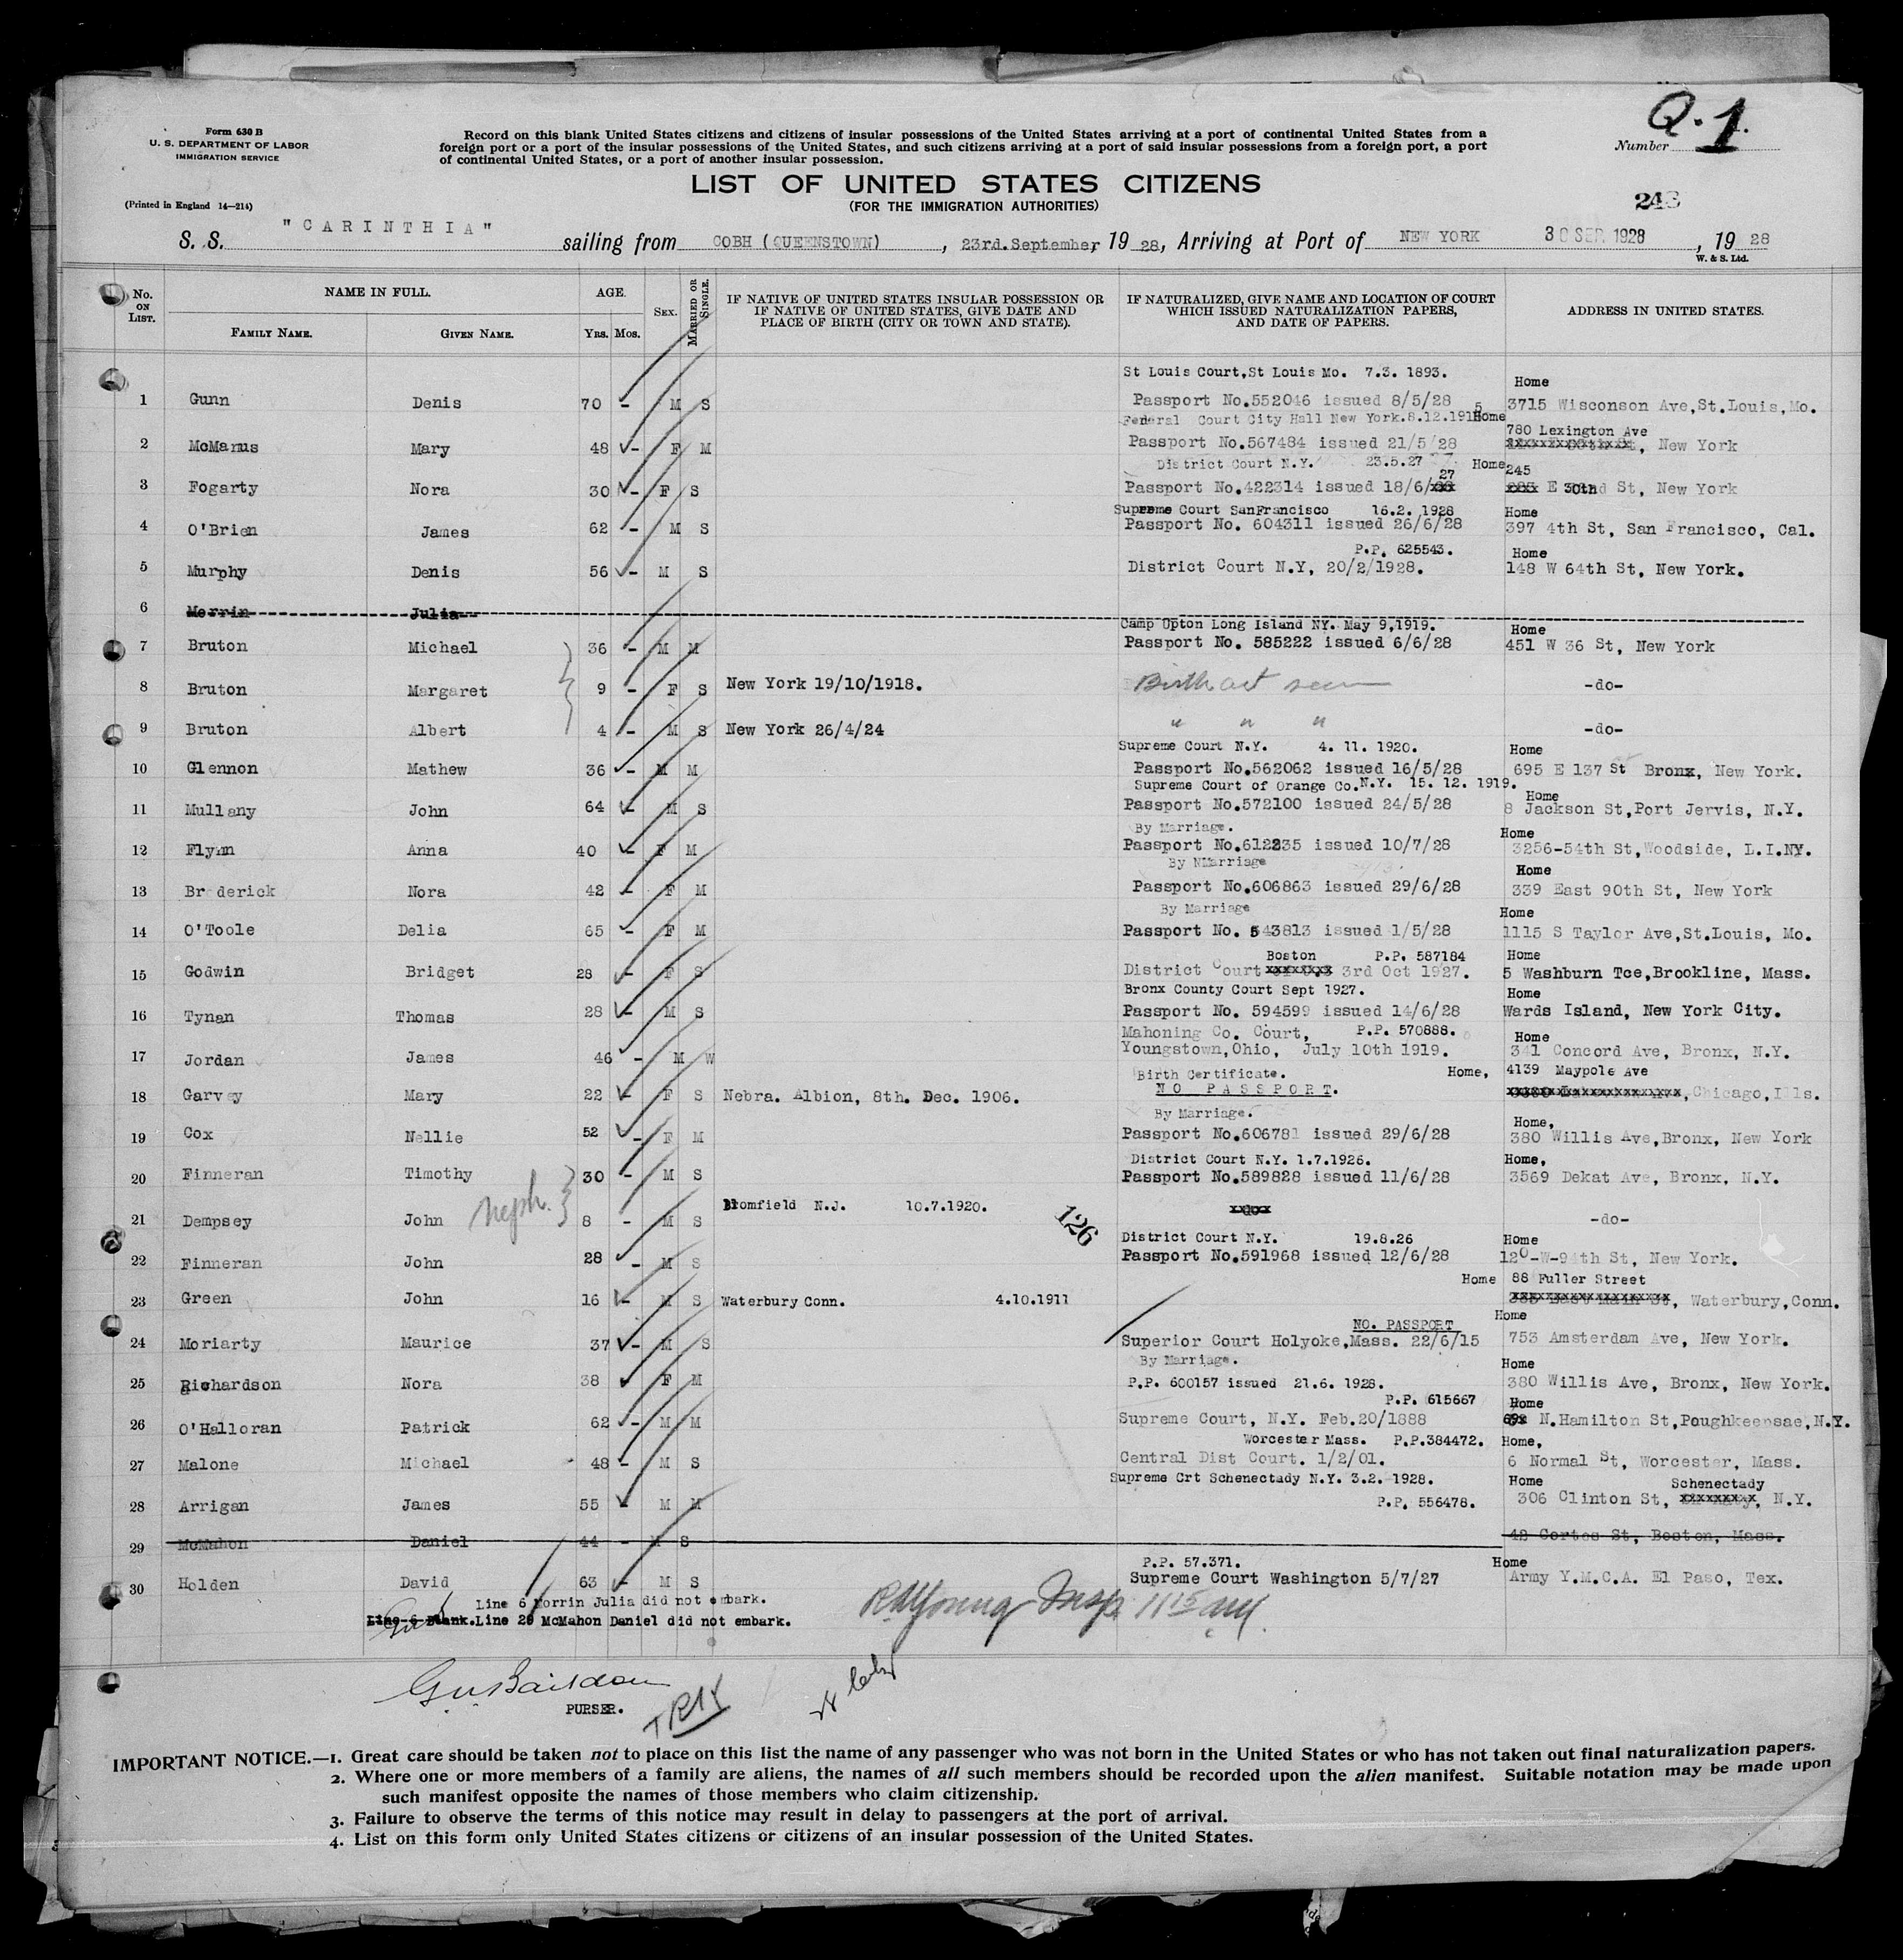 Q. 1.
Form 630 B
U. S. DEPARTMENT OF LABOR
IMMIGRATION SERVICE
Record on this blank United States citizens and citizens of insular possessions of the United States arriving at a port of continental United States from a
foreign port or a port of the insular possessions of the United States, and such citizens arriving at a port of said insular possessions from a foreign port, a port
of continental United States, or a port of another insular possession.
Number
LIST OF UNITED STATES CITIZENS
(FOR THE IMMIGRATION AUTHORITIES)
(Printed in England 14—214)
S. S. "CARINTHIA" sailing from COBH (QUEENSTOWN), 23rd. September, 19 28, Arriving at Port of NEW YORK 30 SEP 1928, 19 28
W. & S. Ltd.
No. ON LIST. NAME IN FULL. AGE. SEX. MARRIED OR SINGLE. IF NATIVE OF UNITED STATES INSULAR POSSESSION OR IF NATIVE OF UNITED STATES, GIVE DATE AND PLACE OF BIRTH (CITY OR TOWN AND STATE). IF NATURALIZED, GIVE NAME AND LOCATION OF COURT WHICH ISSUED NATURALIZATION PAPERS, AND DATE OF PAPERS. ADDRESS IN UNITED STATES.
FAMILY NAME. GIVEN NAME. YRS. MOS.
St Louis Court,St Louis Mo. 7.3. 1893. Home
1 Gunn Denis 70 - M S Passport No.552046 issued 8/5/28 3715 Wisconson Ave,St.Louis,Mo.
Federal Court City Hall New York.8.12.191 5 Home 780 Lexington Ave
2 McManus Mary 48 - F M Passport No.567484 issued 21/5/28 , New York
District Court N.Y. 23.5.27 Home 245
3 Fogarty Nora 30 - F S Passport No.422314 issued 18/6/ 27 E 30th St, New York
Supreme Court SanFrancisco 16.2. 1928 Home
4 O'Brien James 62 - M S Passport No. 604311 issued 26/6/28 397 4th St, San Francisco, Cal.
P.P. 625543. Home
5 Murphy Denis 56 - M S District Court N.Y, 20/2/1928. 148 W 64th St, New York.
6 Morrin Julia
Camp Upton Long Island NY. May 9,1919. Home
7 Bruton Michael 36 - M M Passport No. 585222 issued 6/6/28 451 W 36 St, New York
8 Bruton Margaret 9 - F S New York 19/10/1918. Birth cet seen -do-
9 Bruton Albert 4 - M S New York 26/4/24 " " " -do-
Supreme Court N.Y. 4. 11. 1920. Home
10 Glennon Mathew 36 - M M Passport No.562062 issued 16/5/28 695 E 137 St Bronx, New York.
Supreme Court of Orange Co.N.Y. 15. 12. 1919. Home
11 Mullany John 64 - M S Passport No.572100 issued 24/5/28 8 Jackson St,Port Jervis, N.Y.
By Marriage. Home
12 Flynn Anna 40 - F M Passport No.612235 issued 10/7/28 3256-54th St,Woodside, L.I.NY.
By NMarriage Home
13 Broderick Nora 42 - F M Passport No.606863 issued 29/6/28 339 East 90th St, New York
By Marriage Home
14 O'Toole Delia 65 - F M Passport No. 543813 issued 1/5/28 1115 S Taylor Ave,St.Louis, Mo.
Boston P.P. 587184 Home
15 Godwin Bridget 28 - F S District Court 3rd Oct 1927. 5 Washburn Tce,Brookline, Mass.
Bronx County Court Sept 1927. Home
16 Tynan Thomas 28 - M S Passport No. 594599 issued 14/6/28 Wards Island, New York City.
Mahoning Co. Court, P.P. 570888. Home
17 Jordan James 46 - M W Youngstown,Ohio, July 10th 1919. 341 Concord Ave, Bronx, N.Y.
Birth Certificate. Home, 4139 Maypole Ave
18 Garvey Mary 22 - F S Nebra. Albion, 8th. Dec. 1906. NO PASSPORT. ,Chicago,Ills.
By Marriage. Home,
19 Cox Nellie 52 - F M Passport No.606781 issued 29/6/28 380 Willis Ave,Bronx, New York
District Court N.Y. 1.7.1926. Home,
20 Finneran Timothy 30 - M S Passport No.589828 issued 11/6/28 3569 Dekat Ave, Bronx, N.Y.
neph.
Blomfield N.J. 10.7.1920.
21 Dempsey John 8 - M S 126 -do- -do-
District Court N.Y. 19.8.26 Home
22 Finneran John 28 - M S Passport No.591968 issued 12/6/28 120-W-94th St, New York.
Home 88 Fuller Street
23 Green John 16 - M S Waterbury Conn. 4.10.1911 385 East Main St, Waterbury,Conn.
NO. PASSPORT Home
24 Moriarty Maurice 37 - M S Superior Court Holyoke,Mass. 22/6/15 753 Amsterdam Ave, New York.
By Marriage. Home
25 Richardson Nora 38 F M P.P. 600157 issued 21.6. 1928. 380 Willis Ave, Bronx, New York.
P.P. 615667 Home
26 O'Halloran Patrick 62 - M M Supreme Court, N.Y. Feb.20/1888 N.Hamilton St,Poughkeepsae,N.Y.
Worcester Mass. P.P.384472. Home,
27 Malone Michael 48 - M S Central Dist Court. 1/2/01. 6 Normal St, Worcester, Mass.
Supreme Crt Schenectady N.Y. 3.2. 1928. Home Schenectady
28 Arrigan James 55 - M M P.P. 556478. 306 Clinton St, , N.Y.
29 McMahon Daniel 44 - M S 42 Cortes St, Boston, Mass.
P.P. 57.371. Home
30 Holden David 63 - M S Supreme Court Washington 5/7/27 Army Y.M.C.A. El Paso, Tex.
Line 6 Morrin Julia did not embark.
Line 6 Blank.Line 29 McMahon Daniel did not embark.
R.W.Young Insp 11 15 am
PURSER.
IMPORTANT NOTICE.—1. Great care should be taken not to place on this list the name of any passenger who was not born in the United States or who has not taken out final naturalization papers.
2. Where one or more members of a family are aliens, the names of all such members should be recorded upon the alien manifest. Suitable notation may be made upon
such manifest opposite the names of those members who claim citizenship.
3. Failure to observe the terms of this notice may result in delay to passengers at the port of arrival.
4. List on this form only United States citizens or citizens of an insular possession of the United States.